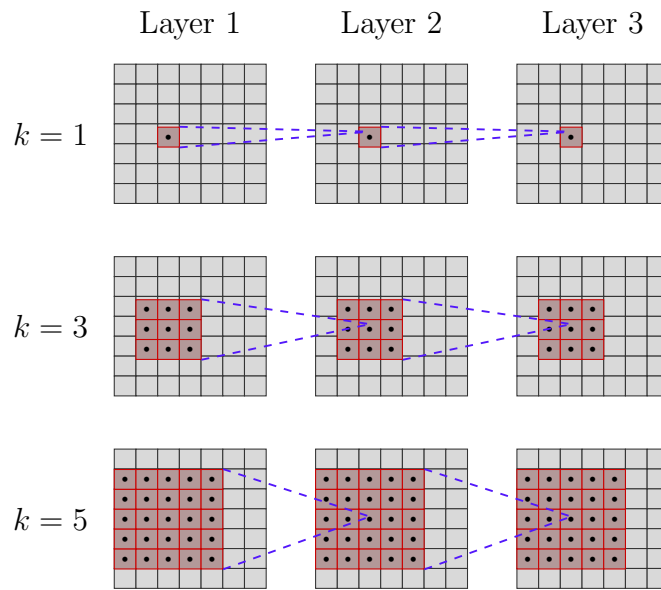 Layer 1 Layer 2 Layer 3
k = 1
k = 3
k = 5